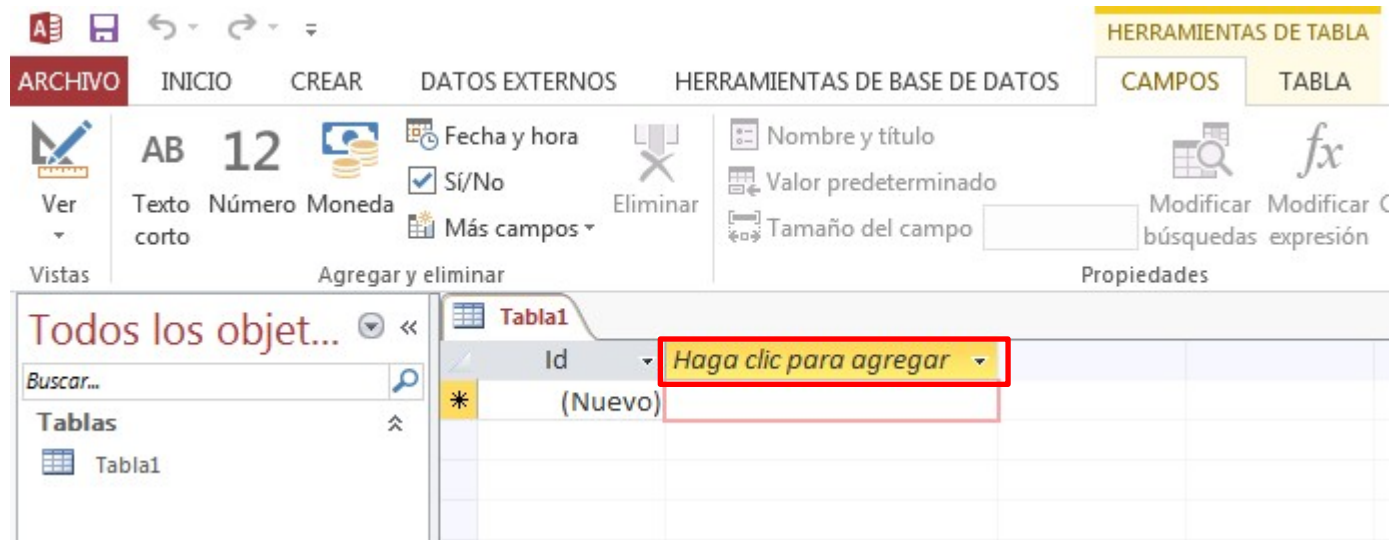 HERRAMIENTAS DE TABLA
ARCHIVO INICIO CREAR DATOS EXTERNOS HERRAMIENTAS DE BASE DE DATOS CAMPOS TABLA
Ver
Vistas
AB
Texto
corto
12
Número
Moneda
Fecha y hora
Sí/No
Más campos
Eliminar
Agregar y eliminar
Nombre y título
Valor predeterminado
Tamaño del campo
Modificar
búsquedas
fx
Modificar
expresión
Propiedades
Todos los objet... «
Buscar...
Tablas
Tabla1
Tabla1
Id Haga clic para agregar
* (Nuevo)